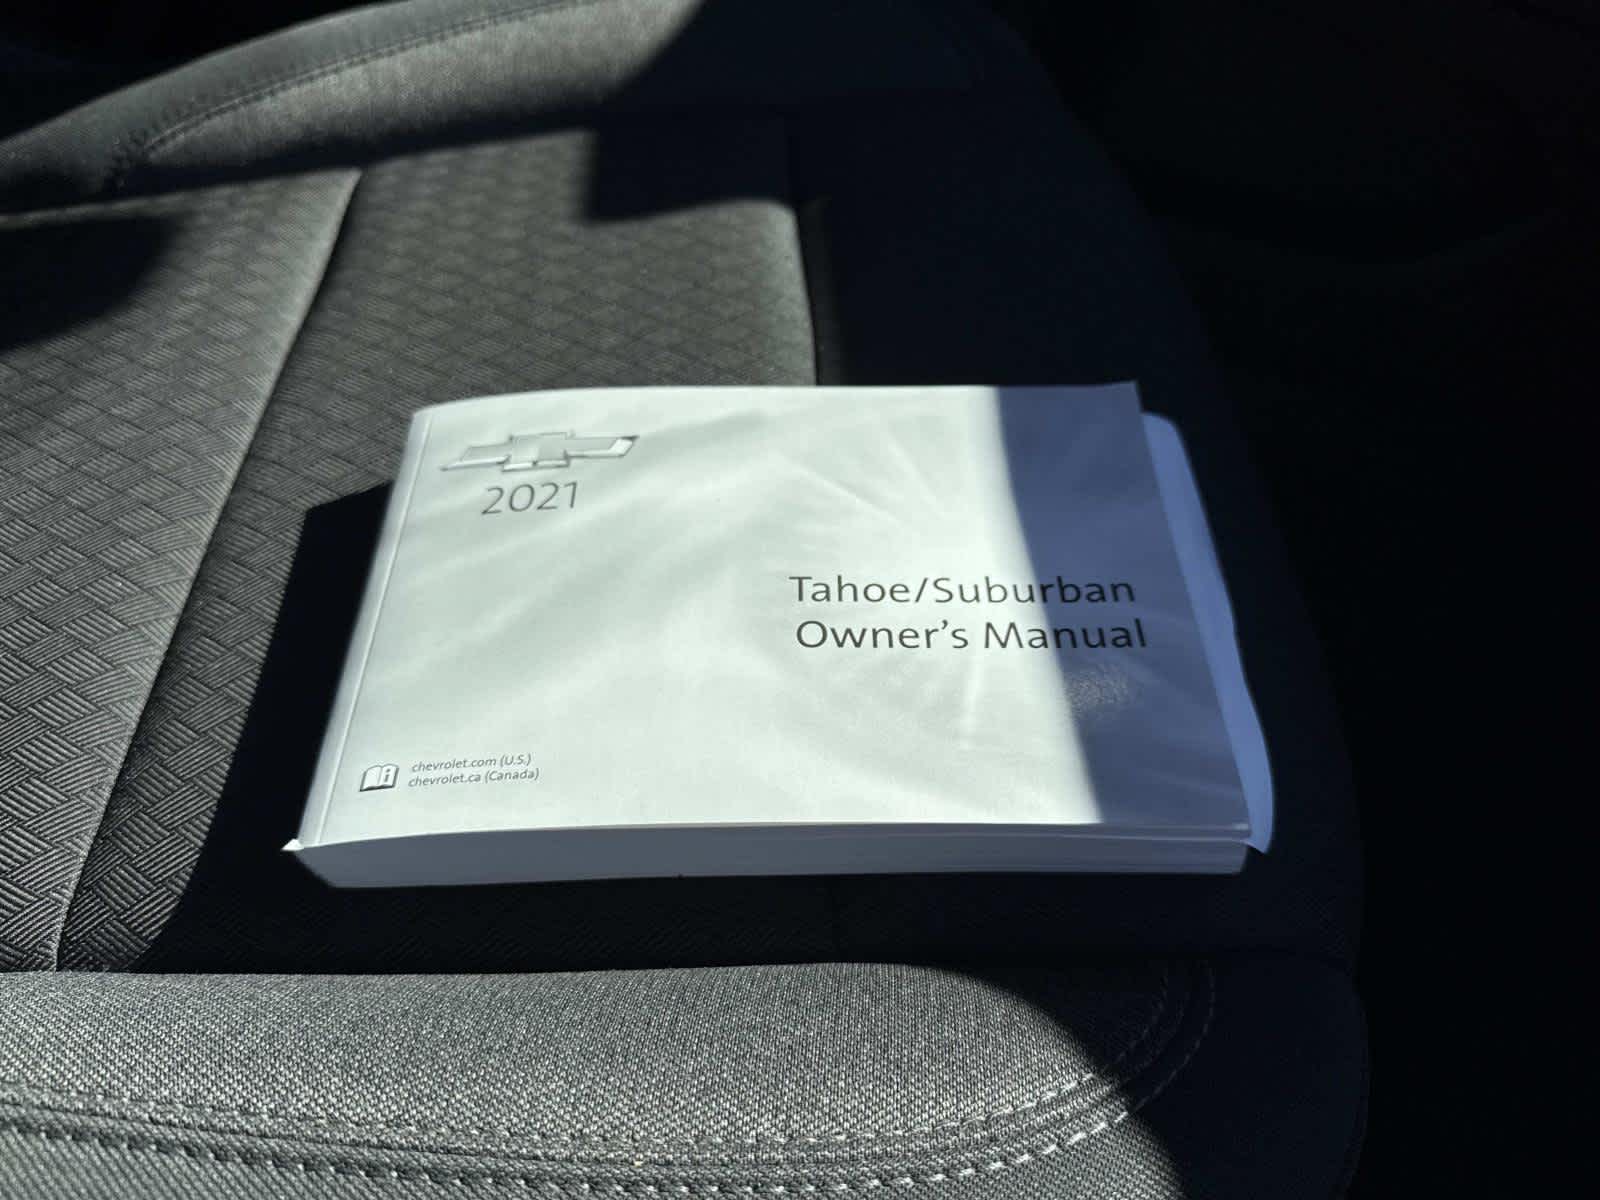 2021
Tahoe/Suburban
Owner's Manual
chevrolet.com (U.S.)
chevrolet.ca (Canada)